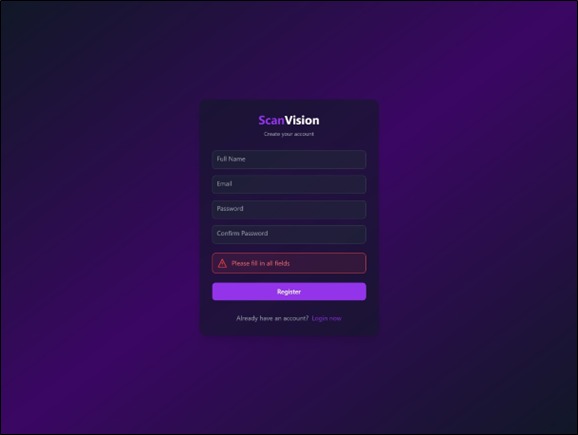 ScanVision
Create your account
Full Name
Email
Password
Confirm Password
Please fill in all fields
Register
Already have an account? Login now